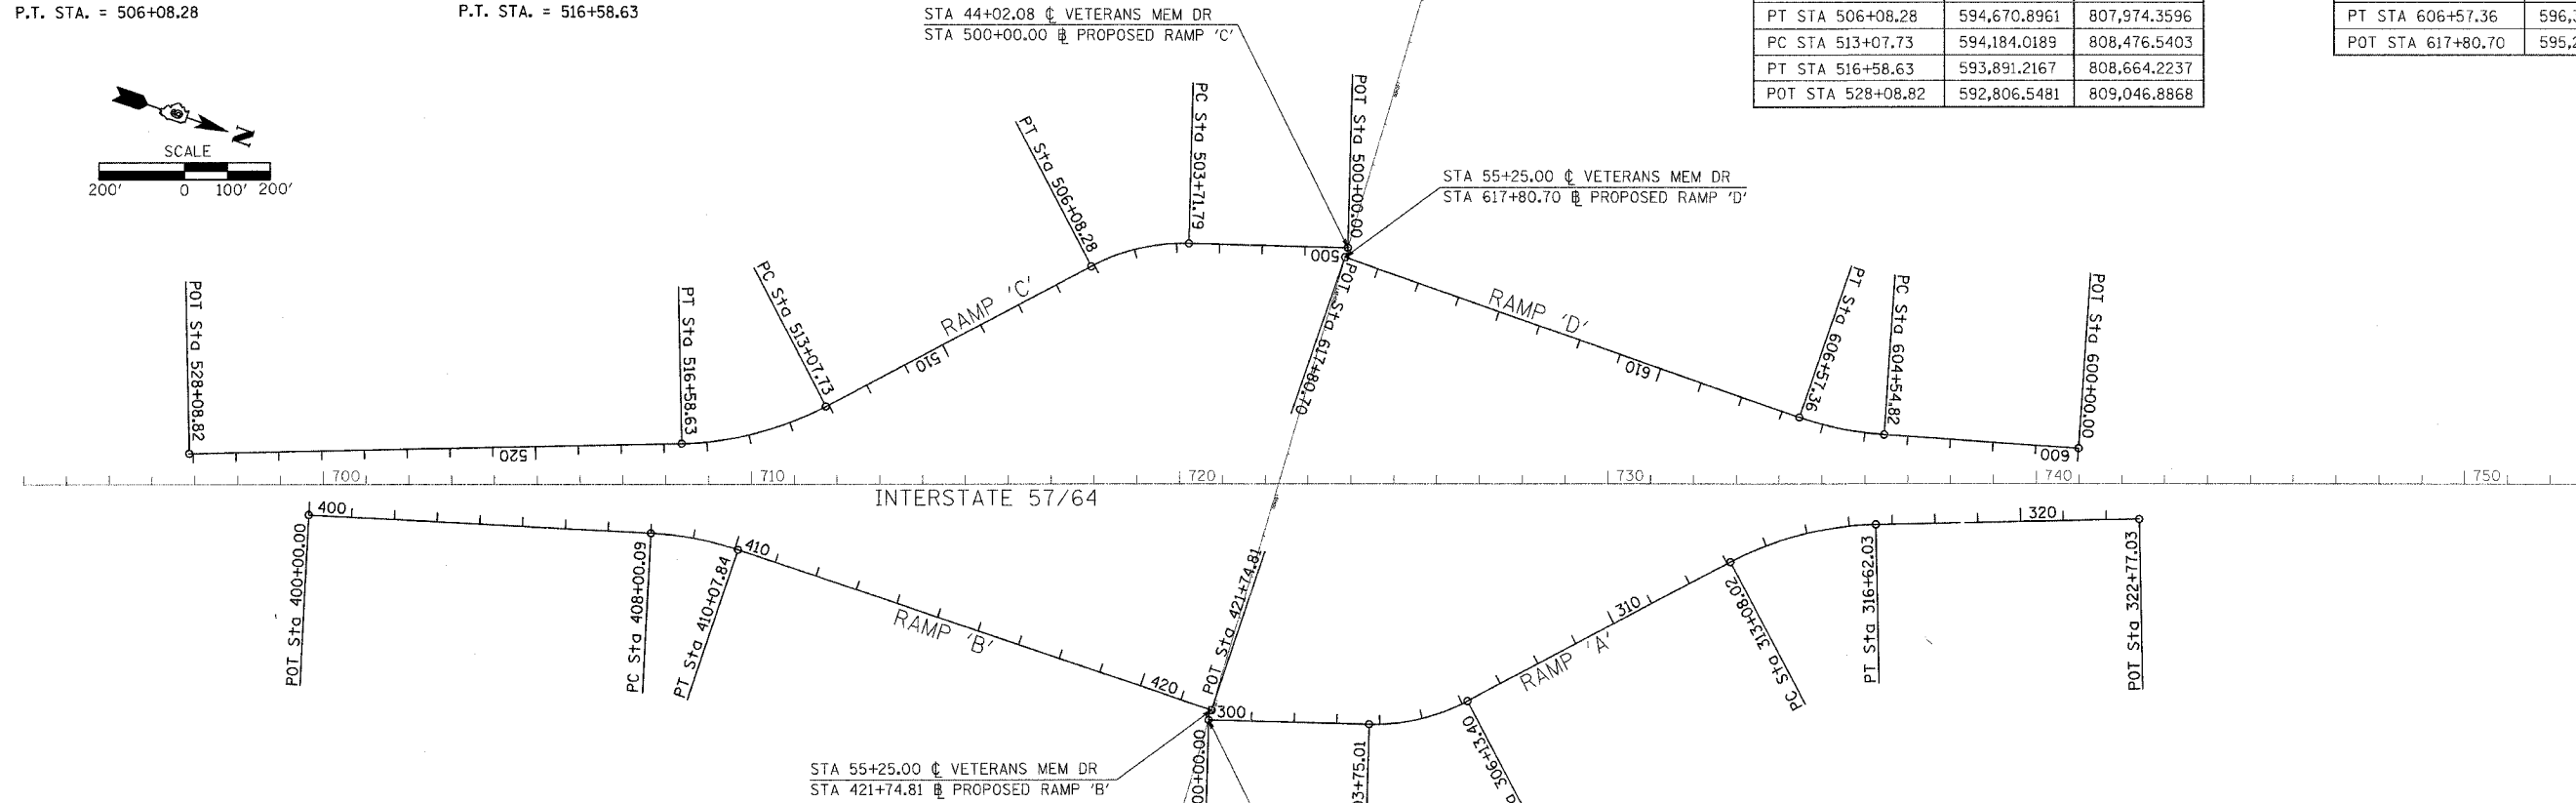 P.T. STA. = 506+08.28
P.T. STA. = 516+58.63
STA 44+02.08 ℄ VETERANS MEM DR
STA 500+00.00 ⅊ PROPOSED RAMP 'C'
PT STA 506+08.28 594,670.8961 807,974.3596
PC STA 513+07.73 594,184.0189 808,476.5403
PT STA 516+58.63 593,891.2167 808,664.2237
POT STA 528+08.82 592,806.5481 809,046.8868
PT STA 606+57.36
POT STA 617+80.70
N
SCALE
200' 0 100' 200'
STA 55+25.00 ℄ VETERANS MEM DR
STA 617+80.70 ⅊ PROPOSED RAMP 'D'
POT Sta 528+08.82
PT Sta 516+58.63
PC Sta 513+07.73
PT Sta 506+08.28
PC Sta 503+71.79
POT Sta 500+00.00
POT Sta 617+80.70
PT Sta 606+57.36
PC Sta 604+54.82
POT Sta 600+00.00
RAMP 'C'
RAMP 'D'
520
510
500
610
600
700
710
720
730
740
750
INTERSTATE 57/64
400
410
420
300
310
320
RAMP 'B'
RAMP 'A'
POT Sta 400+00.00
PC Sta 408+00.09
PT Sta 410+07.84
POT Sta 421+74.81
00+00.00
03+75.01
306+13.40
PC Sta 313+08.02
PT Sta 316+62.03
POT Sta 322+77.03
STA 55+25.00 ℄ VETERANS MEM DR
STA 421+74.81 ⅊ PROPOSED RAMP 'B'